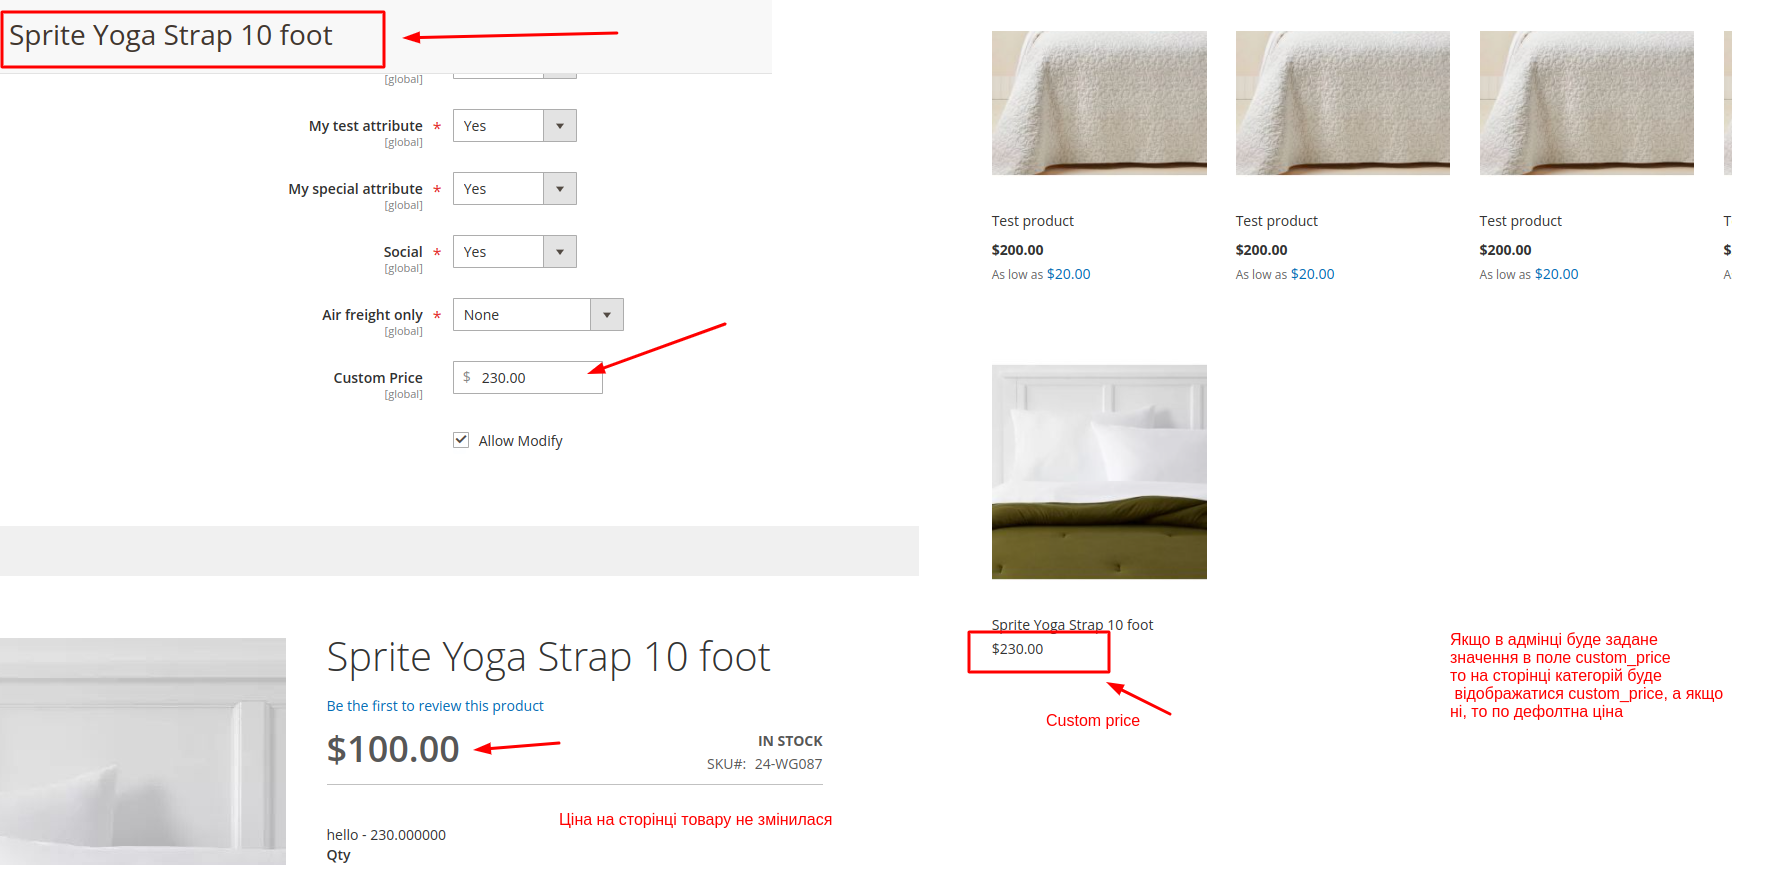 Sprite Yoga Strap 10 foot
[global]
My test attribute * Yes
[global]
My special attribute * Yes
[global]
Social * Yes
[global]
Air freight only * None
[global]
Custom Price $ 230.00
[global]
Allow Modify
Sprite Yoga Strap 10 foot
Be the first to review this product
$100.00
IN STOCK
SKU#: 24-WG087
Ціна на сторінці товару не змінилася
hello - 230.000000
Qty
Test product
$200.00
As low as $20.00
Test product
$200.00
As low as $20.00
Test product
$200.00
As low as $20.00
T
$
A
Sprite Yoga Strap 10 foot
$230.00
Custom price
Якщо в адмінці буде задане
значення в поле custom_price
то на сторінці категорій буде
відображатися custom_price, а якщо
ні, то по дефолтна ціна